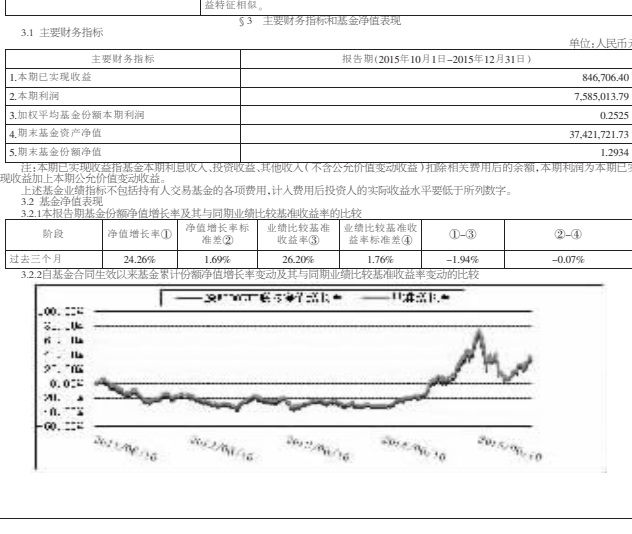 益特征相似。
§3 主要财务指标和基金净值表现
3.1 主要财务指标
单位:人民币元
主要财务指标 报告期(2015年10月1日-2015年12月31日)
1.本期已实现收益 846,706.40
2.本期利润 7,585,013.79
3.加权平均基金份额本期利润 0.2525
4.期末基金资产净值 37,421,721.73
5.期末基金份额净值 1.2934
注:本期已实现收益指基金本期利息收入、投资收益、其他收入(不含公允价值变动收益)扣除相关费用后的余额,本期利润为本期已实
现收益加上本期公允价值变动收益。
上述基金业绩指标不包括持有人交易基金的各项费用,计入费用后投资人的实际收益水平要低于所列数字。
3.2 基金净值表现
3.2.1本报告期基金份额净值增长率及其与同期业绩比较基准收益率的比较
阶段 净值增长率① 净值增长率标准差② 业绩比较基准收益率③ 业绩比较基准收益率标准差④ ①-③ ②-④
过去三个月 24.26% 1.69% 26.20% 1.76% -1.94% -0.07%
3.2.2自基金合同生效以来基金累计份额净值增长率变动及其与同期业绩比较基准收益率变动的比较